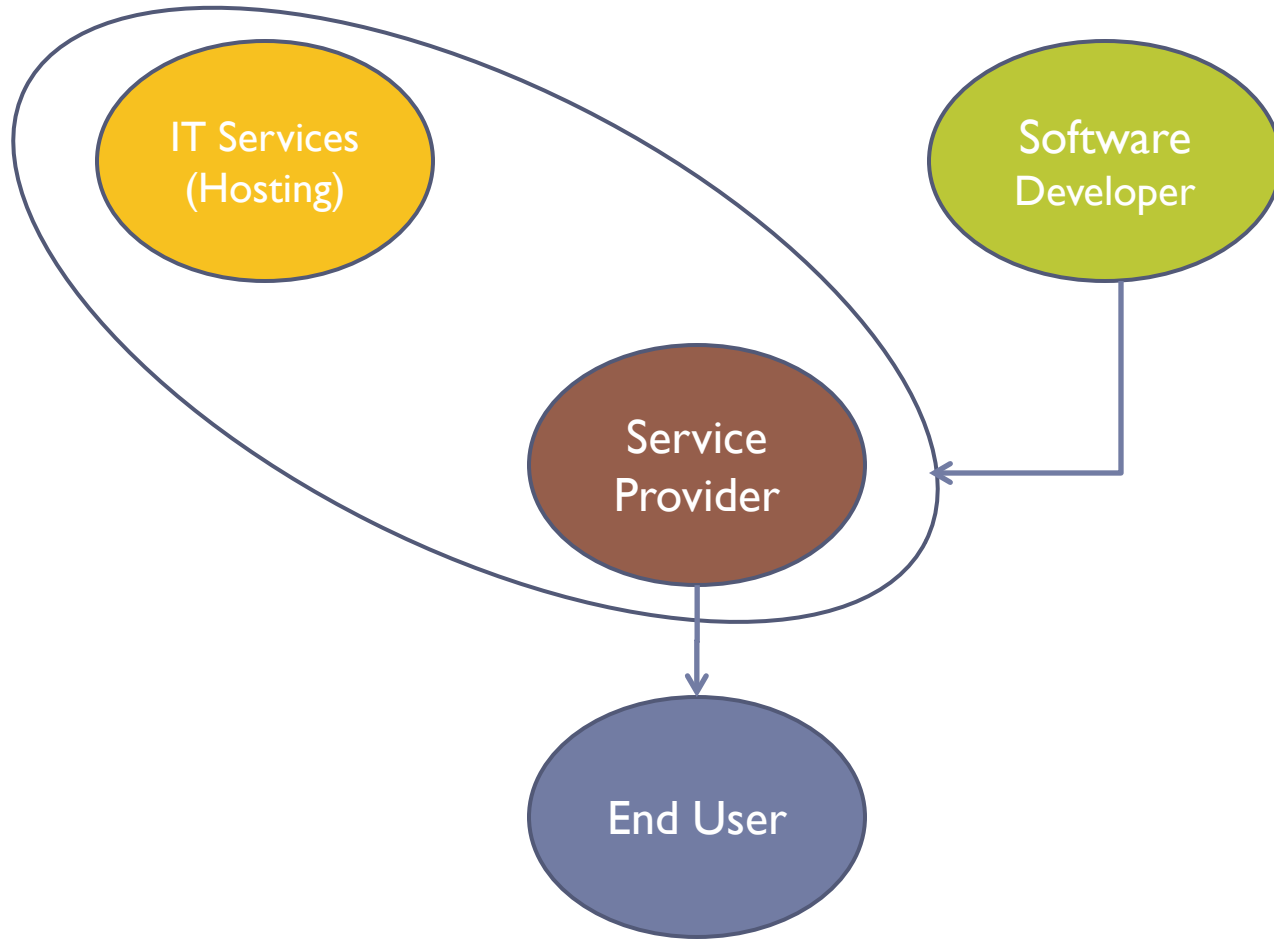 IT Services
(Hosting)
Software
Developer
Service
Provider
End User